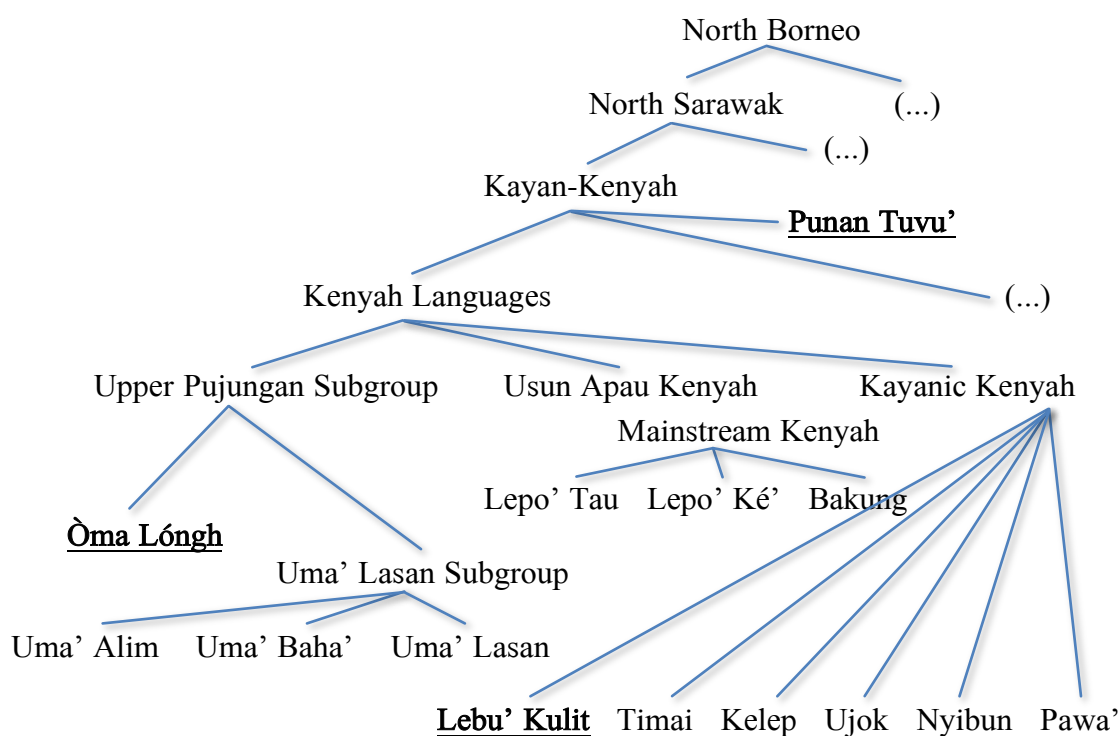 North Borneo
North Sarawak (...)
(...)
Kayan-Kenyah
Punan Tuvu’
Kenyah Languages (...)
Upper Pujungan Subgroup Usun Apau Kenyah Kayanic Kenyah
Mainstream Kenyah
Lepo’ Tau Lepo’ Ké’ Bakung
Òma Lóngh
Uma’ Lasan Subgroup
Uma’ Alim Uma’ Baha’ Uma’ Lasan
Lebu’ Kulit Timai Kelep Ujok Nyibun Pawa’